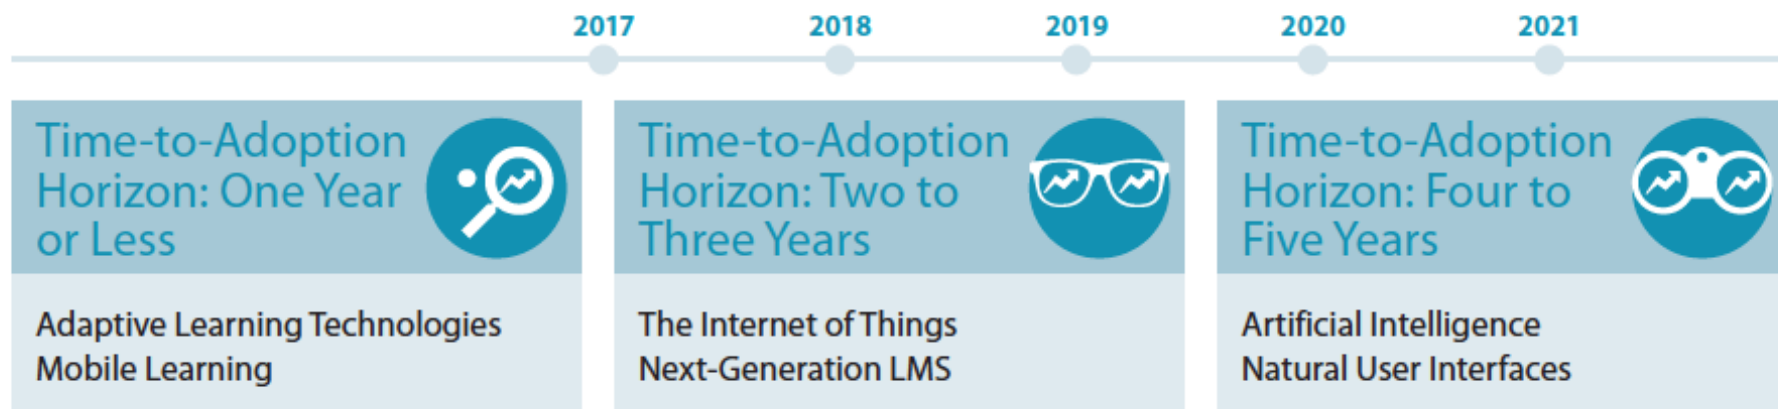 2017 2018 2019 2020 2021
Time-to-Adoption
Horizon: One Year
or Less
Adaptive Learning Technologies
Mobile Learning
Time-to-Adoption
Horizon: Two to
Three Years
The Internet of Things
Next-Generation LMS
Time-to-Adoption
Horizon: Four to
Five Years
Artificial Intelligence
Natural User Interfaces